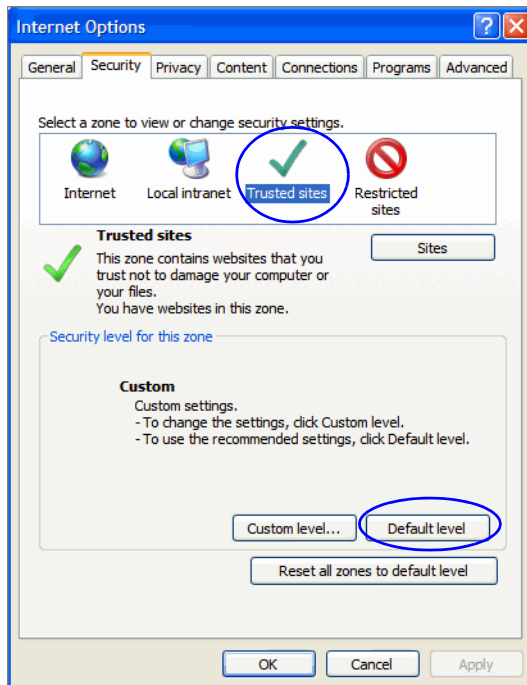 Internet Options
General Security Privacy Content Connections Programs Advanced
Select a zone to view or change security settings.
Internet Local intranet Trusted sites Restricted sites
Trusted sites
Sites
This zone contains websites that you
trust not to damage your computer or
your files.
You have websites in this zone.
Security level for this zone
Custom
Custom settings.
- To change the settings, click Custom level.
- To use the recommended settings, click Default level.
Custom level... Default level
Reset all zones to default level
OK Cancel Apply